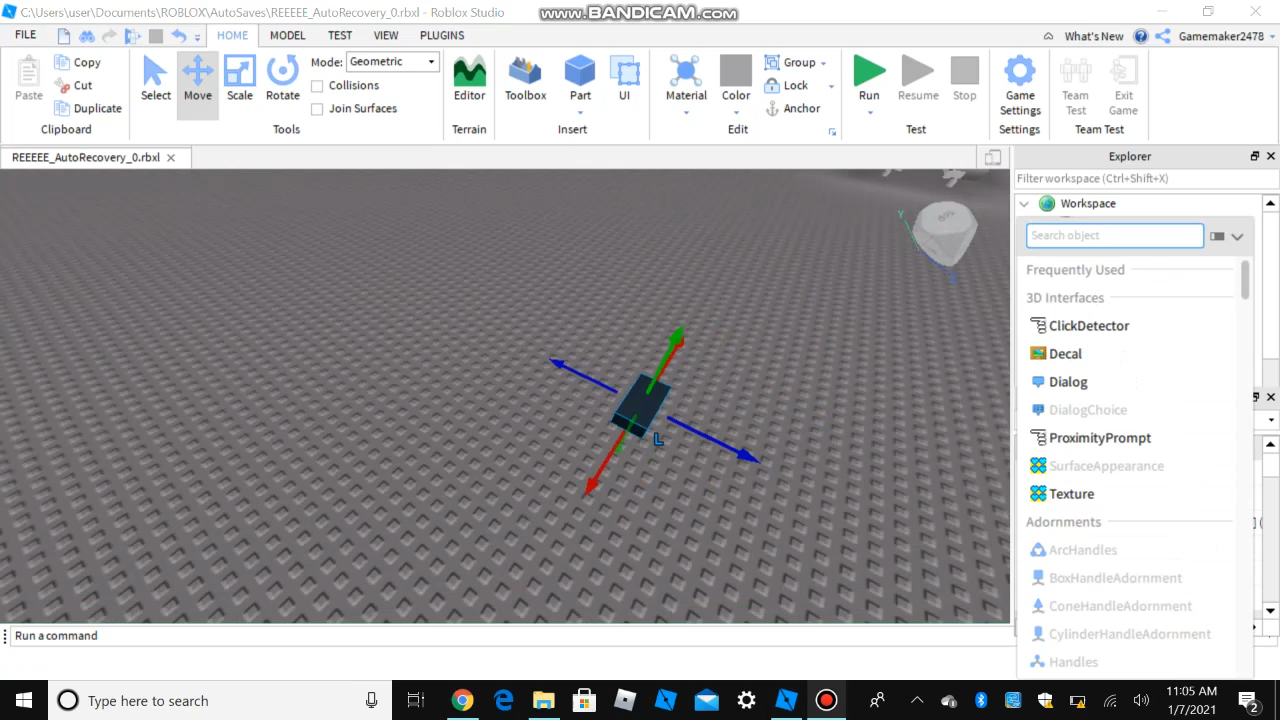 C:\Users\user\Documents\ROBLOX\AutoSaves\REEEEE_AutoRecovery_0.rbxl - Roblox Studio
www.BANDICAM.com
FILE HOME MODEL TEST VIEW PLUGINS
What's New Gamemaker2478
Paste
Copy
Cut
Duplicate
Clipboard
Select Move Scale Rotate
Mode: Geometric
Collisions
Join Surfaces
Tools
Editor
Terrain
Toolbox Part UI
Insert
Material Color
Group
Lock
Anchor
Edit
Run Resume Stop
Test
Game Settings
Settings
Team Test
Exit Game
Team Test
REEEEE_AutoRecovery_0.rbxl
Explorer
Filter workspace (Ctrl+Shift+X)
Workspace
Search object
Frequently Used
3D Interfaces
ClickDetector
Decal
Dialog
DialogChoice
ProximityPrompt
SurfaceAppearance
Texture
Adornments
ArcHandles
BoxHandleAdornment
ConeHandleAdornment
CylinderHandleAdornment
Handles
Y
L
Run a command
Type here to search
11:05 AM
1/7/2021
2